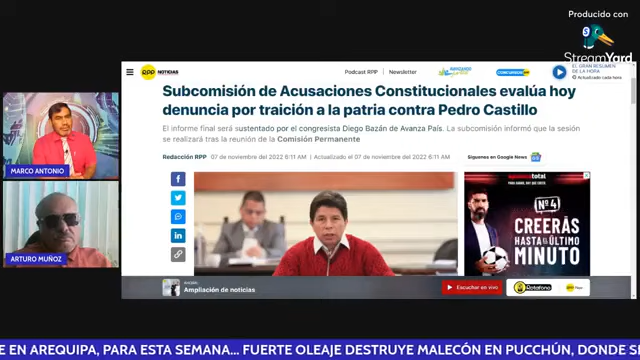 Producido con
StreamYard
RPP NOTICIAS
Podcast RPP | Newsletter
EL GRAN RESUMEN
DE LA HORA
Actualizado cada hora
Subcomisión de Acusaciones Constitucionales evalúa hoy
denuncia por traición a la patria contra Pedro Castillo
El informe final será sustentado por el congresista Diego Bazán de Avanza País. La subcomisión informó que la sesión
se realizará tras la reunión de la Comisión Permanente
Redacción RPP
07 de noviembre del 2022 6:11 AM | Actualizado el 07 de noviembre del 2022 6:11 AM
Síguenos en Google News
MARCO ANTONIO
ARTURO MUÑOZ
Nº 4
CREERÁS
HASTA EL ÚLTIMO
MINUTO
Ampliación de noticias
Escuchar en vivo
Rotafono
E EN AREQUIPA, PARA ESTA SEMANA... FUERTE OLEAJE DESTRUYE MALECÓN EN PUCCHÚN, DONDE S